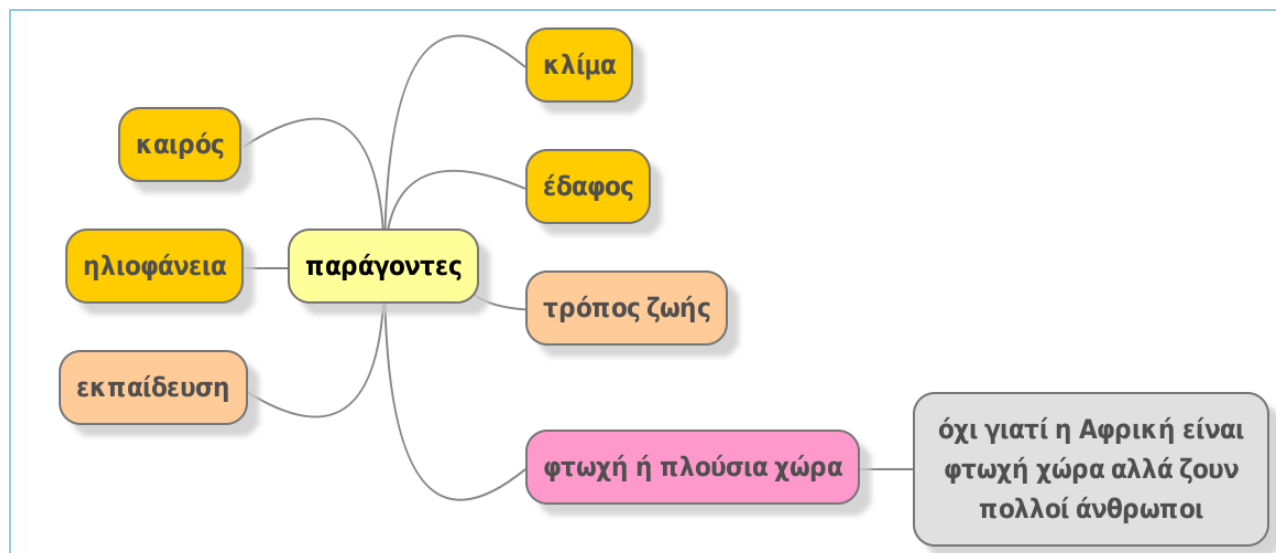 κλίμα
καιρός
έδαφος
ηλιοφάνεια
παράγοντες
τρόπος ζωής
εκπαίδευση
φτωχή ή πλούσια χώρα
όχι γιατί η Αφρική είναι
φτωχή χώρα αλλά ζουν
πολλοί άνθρωποι